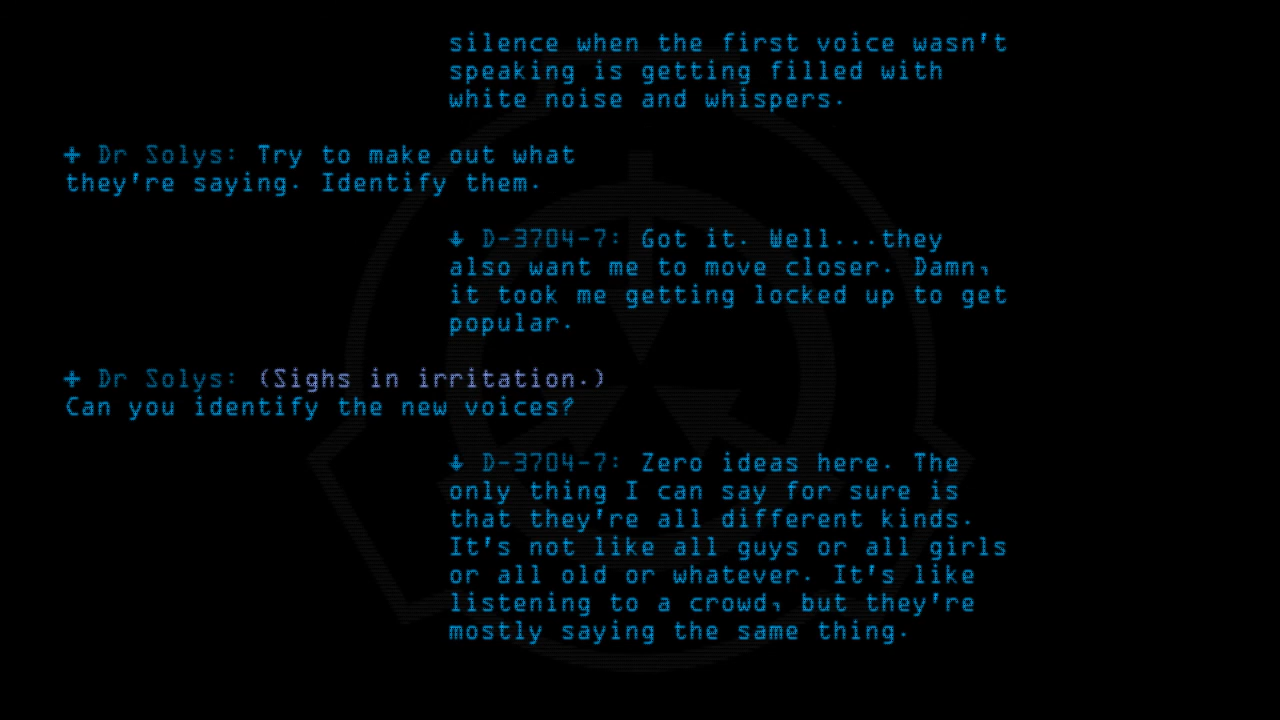 silence when the first voice wasn't
speaking is getting filled with
white noise and whispers.
+ Dr Solys: Try to make out what
they're saying. Identify them.
↓ D-3704-7: Got it. Well...they
also want me to move closer. Damn,
it took me getting locked up to get
popular.
+ Dr Solys: (Sighs in irritation.)
Can you identify the new voices?
↓ D-3704-7: Zero ideas here. The
only thing I can say for sure is
that they're all different kinds.
It's not like all guys or all girls
or all old or whatever. It's like
listening to a crowd, but they're
mostly saying the same thing.